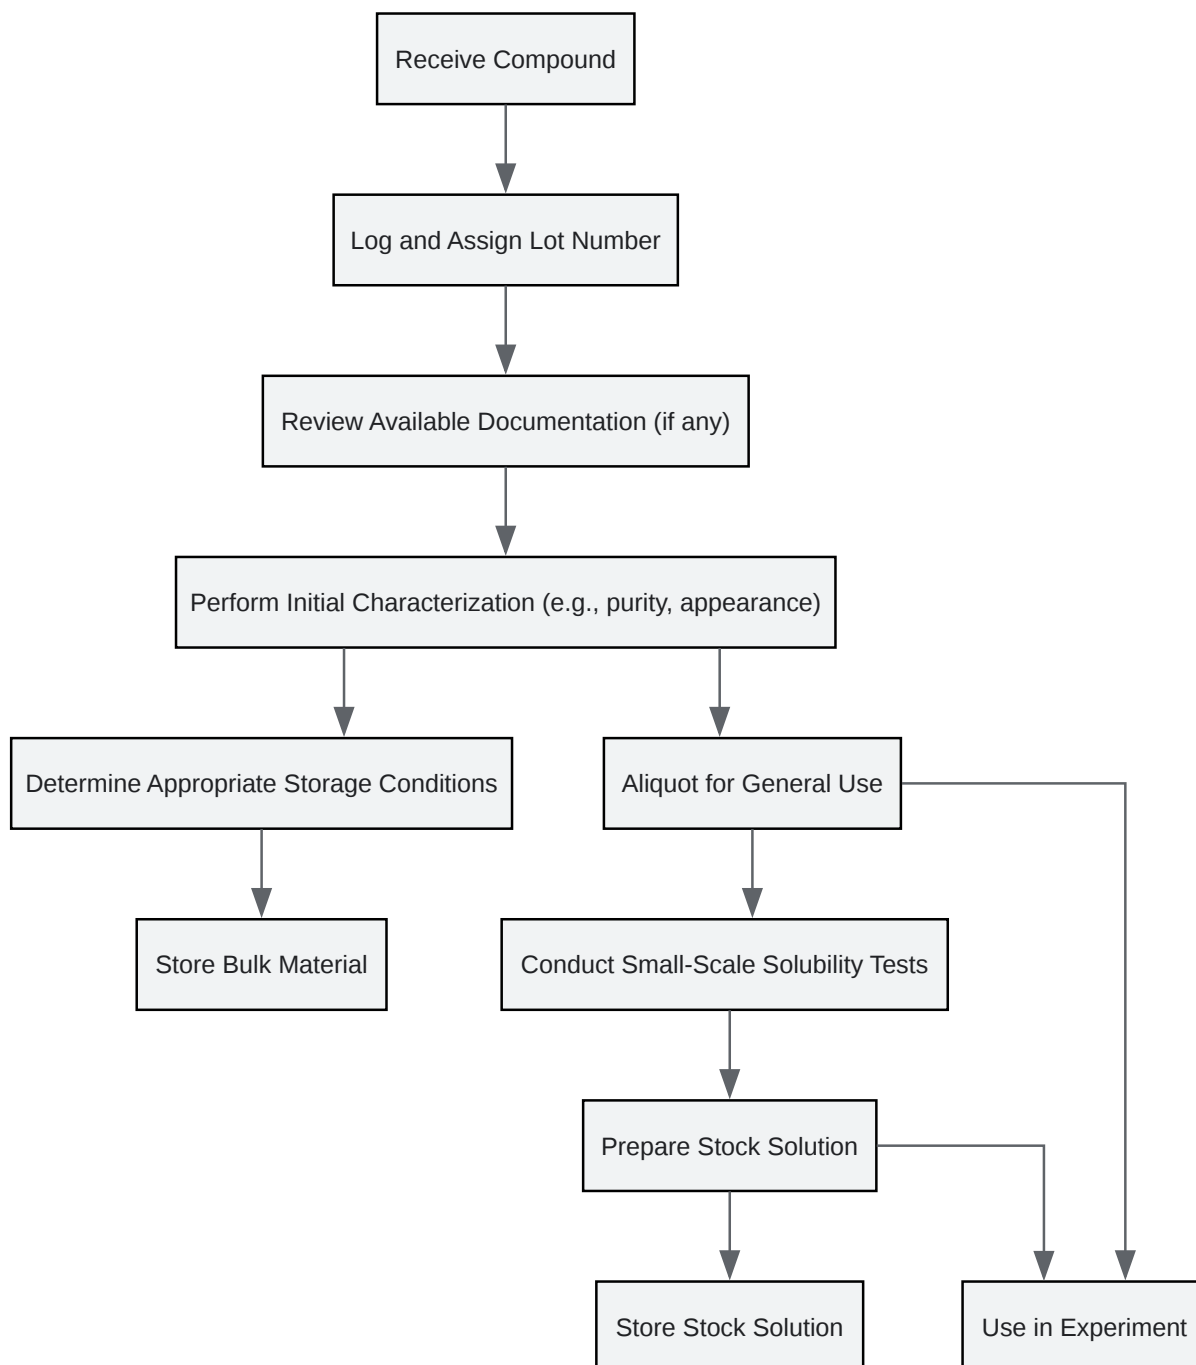 Receive Compound
Log and Assign Lot Number
Review Available Documentation (if any)
Perform Initial Characterization (e.g., purity, appearance)
Determine Appropriate Storage Conditions
Aliquot for General Use
Store Bulk Material
Conduct Small-Scale Solubility Tests
Prepare Stock Solution
Store Stock Solution
Use in Experiment